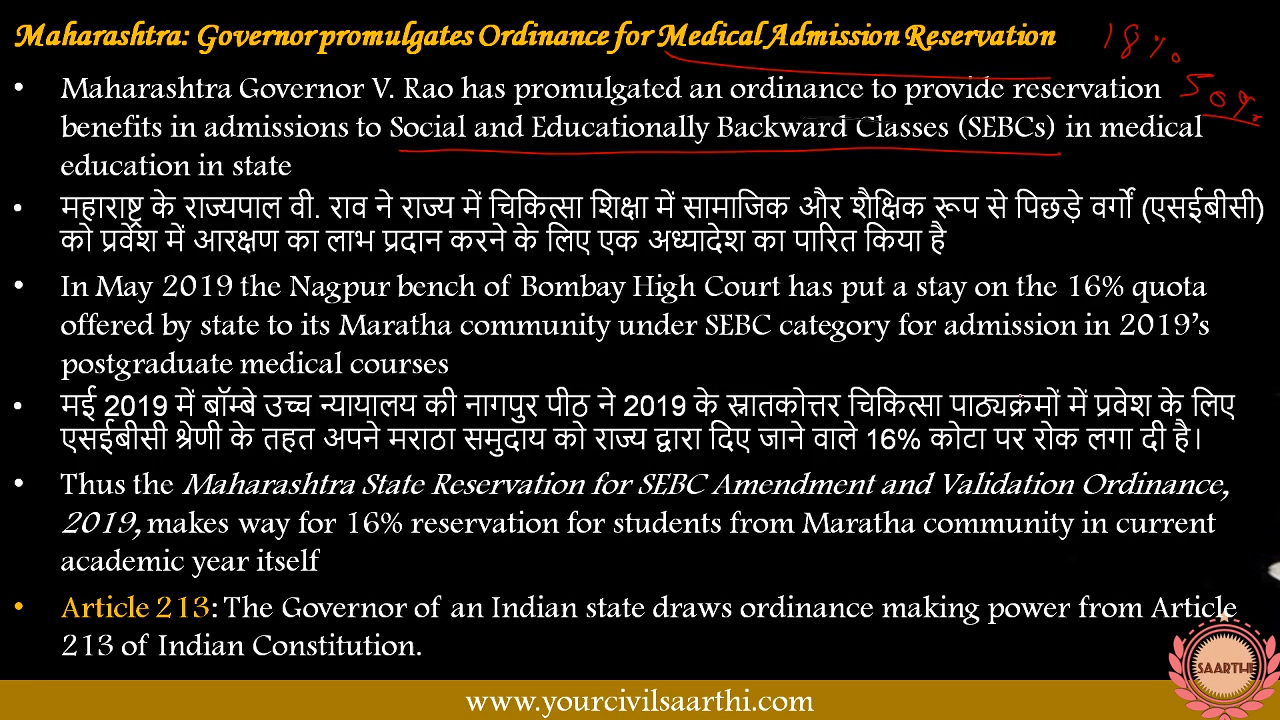 Maharashtra: Governor promulgates Ordinance for Medical Admission Reservation
18%
50%
• Maharashtra Governor V. Rao has promulgated an ordinance to provide reservation
benefits in admissions to Social and Educationally Backward Classes (SEBCs) in medical
education in state
• महाराष्ट्र के राज्यपाल वी. राव ने राज्य में चिकित्सा शिक्षा में सामाजिक और शैक्षिक रूप से पिछड़े वर्गों (एसईबीसी)
को प्रवेश में आरक्षण का लाभ प्रदान करने के लिए एक अध्यादेश का पारित किया है
• In May 2019 the Nagpur bench of Bombay High Court has put a stay on the 16% quota
offered by state to its Maratha community under SEBC category for admission in 2019’s
postgraduate medical courses
• मई 2019 में बॉम्बे उच्च न्यायालय की नागपुर पीठ ने 2019 के स्नातकोत्तर चिकित्सा पाठ्यक्रमों में प्रवेश के लिए
एसईबीसी श्रेणी के तहत अपने मराठा समुदाय को राज्य द्वारा दिए जाने वाले 16% कोटा पर रोक लगा दी है।
• Thus the Maharashtra State Reservation for SEBC Amendment and Validation Ordinance,
2019, makes way for 16% reservation for students from Maratha community in current
academic year itself
• Article 213: The Governor of an Indian state draws ordinance making power from Article
213 of Indian Constitution.
SAARTHI
www.yourcivilsaarthi.com